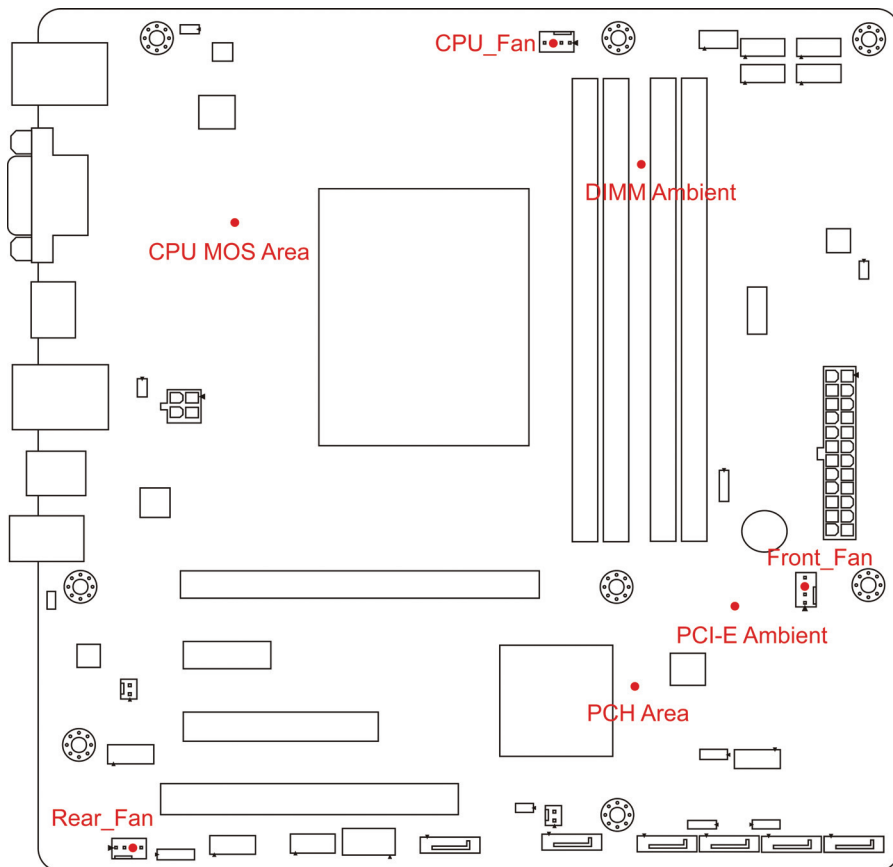 CPU_Fan
DIMM Ambient
CPU MOS Area
Front_Fan
PCI-E Ambient
PCH Area
Rear_Fan